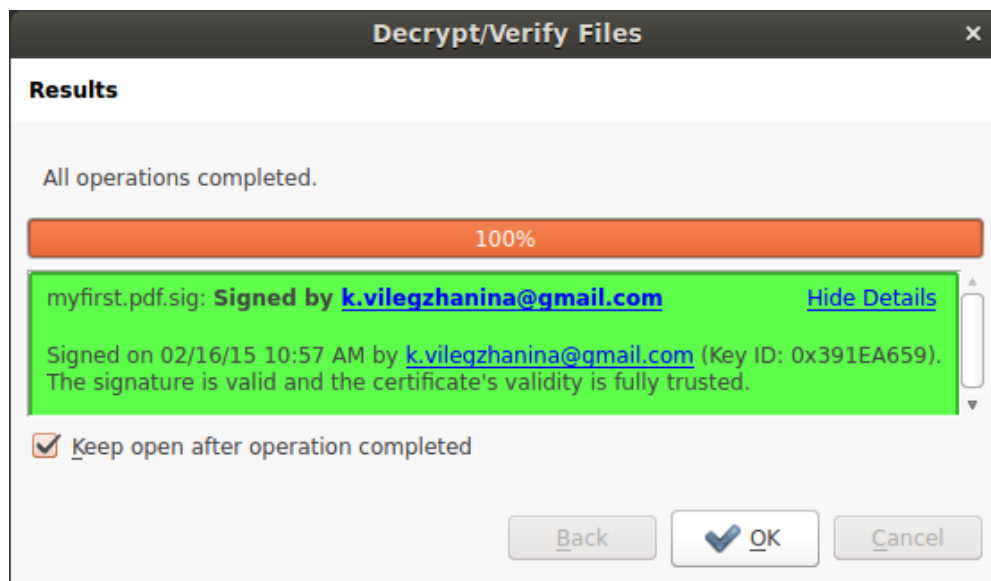 Decrypt/Verify Files
Results
All operations completed.
100%
myfirst.pdf.sig: Signed by k.vilegzhanina@gmail.com Hide Details
Signed on 02/16/15 10:57 AM by k.vilegzhanina@gmail.com (Key ID: 0x391EA659).
The signature is valid and the certificate's validity is fully trusted.
Keep open after operation completed
Back OK Cancel